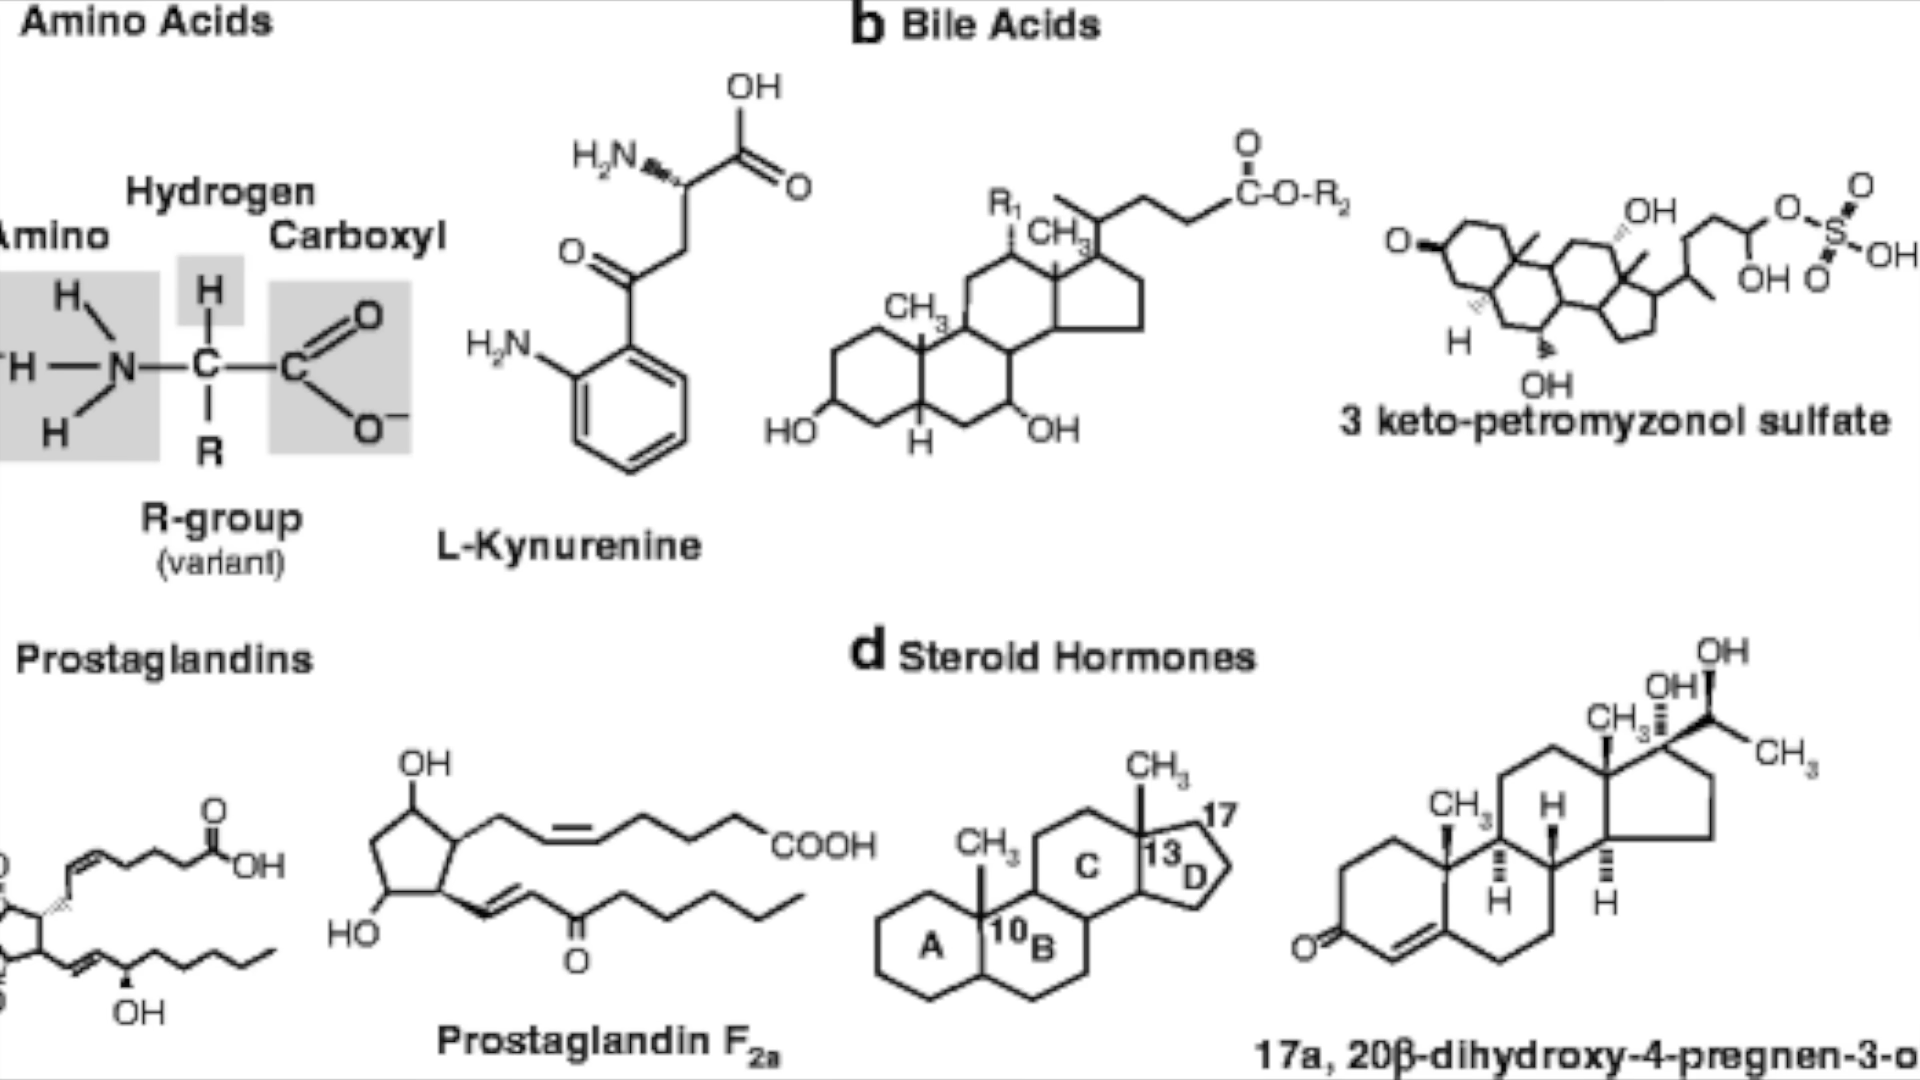 Amino Acids
b Bile Acids
Hydrogen
Amino
Carboxyl
H
H
O
+H
N
C
C
H
R
O⁻
R-group
(variant)
OH
H₂N
O
O
H₂N
L-Kynurenine
O
R₁
CH₃
C-O-R₂
CH₃
HO
H
OH
O
OH
O
O
S
OH
OH
O
H
OH
3 keto-petromyzonol sulfate
Prostaglandins
O
OH
OH
OH
COOH
HO
O
Prostaglandin F₂ₐ
d Steroid Hormones
CH₃
17
CH₃
C
13
D
10
A
B
OH
OH
CH₃
CH₃
CH₃
H
H
H
O
17a, 20β-dihydroxy-4-pregnen-3-o